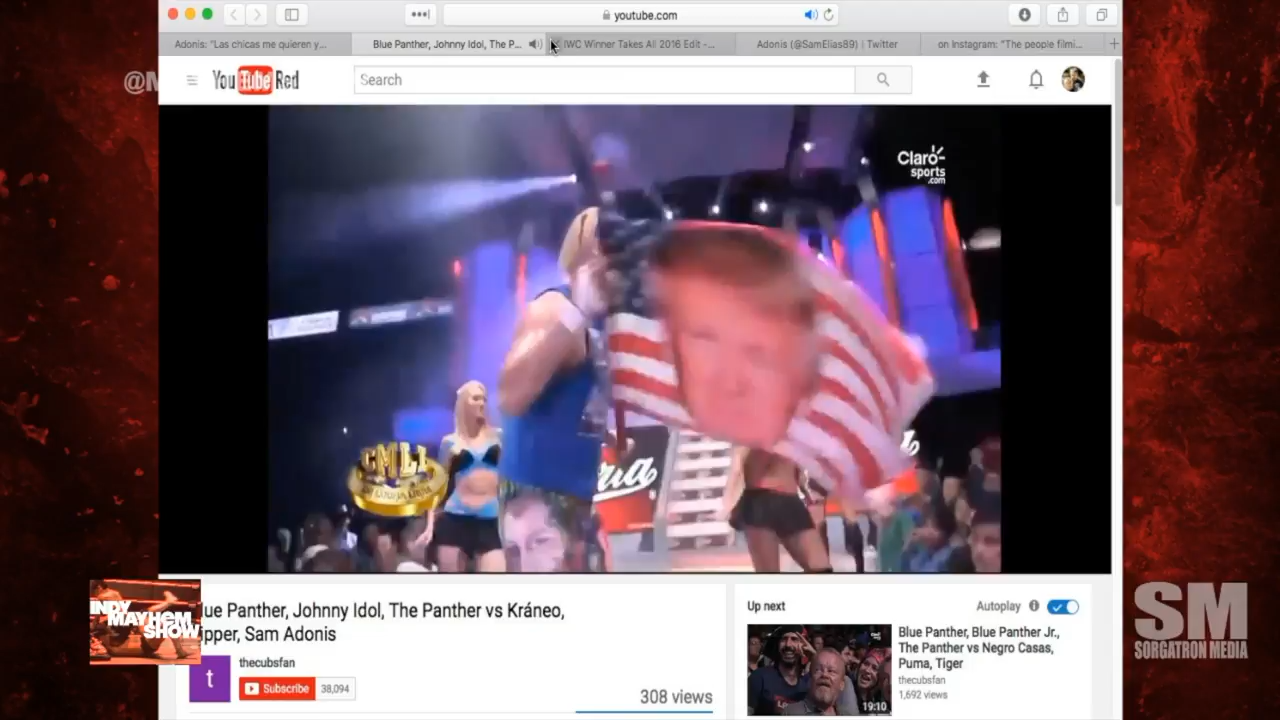 youtube.com
Adonis: "Las chicas me quieren y...
Blue Panther, Johnny Idol, The P...
IWC Winner Takes All 2016 Edit -...
Adonis (@SamElias89) | Twitter
on Instagram: "The people filmi...
@M
YouTube Red
Search
Claro-
sports
.com
CMLL
INDY
MAYHEM
SHOW
lue Panther, Johnny Idol, The Panther vs Kráneo,
ipper, Sam Adonis
t
thecubsfan
Subscribe
38,094
308 views
Up next
Autoplay
Blue Panther, Blue Panther Jr.,
The Panther vs Negro Casas,
Puma, Tiger
thecubsfan
1,692 views
19:10
SM
SORGATRON MEDIA